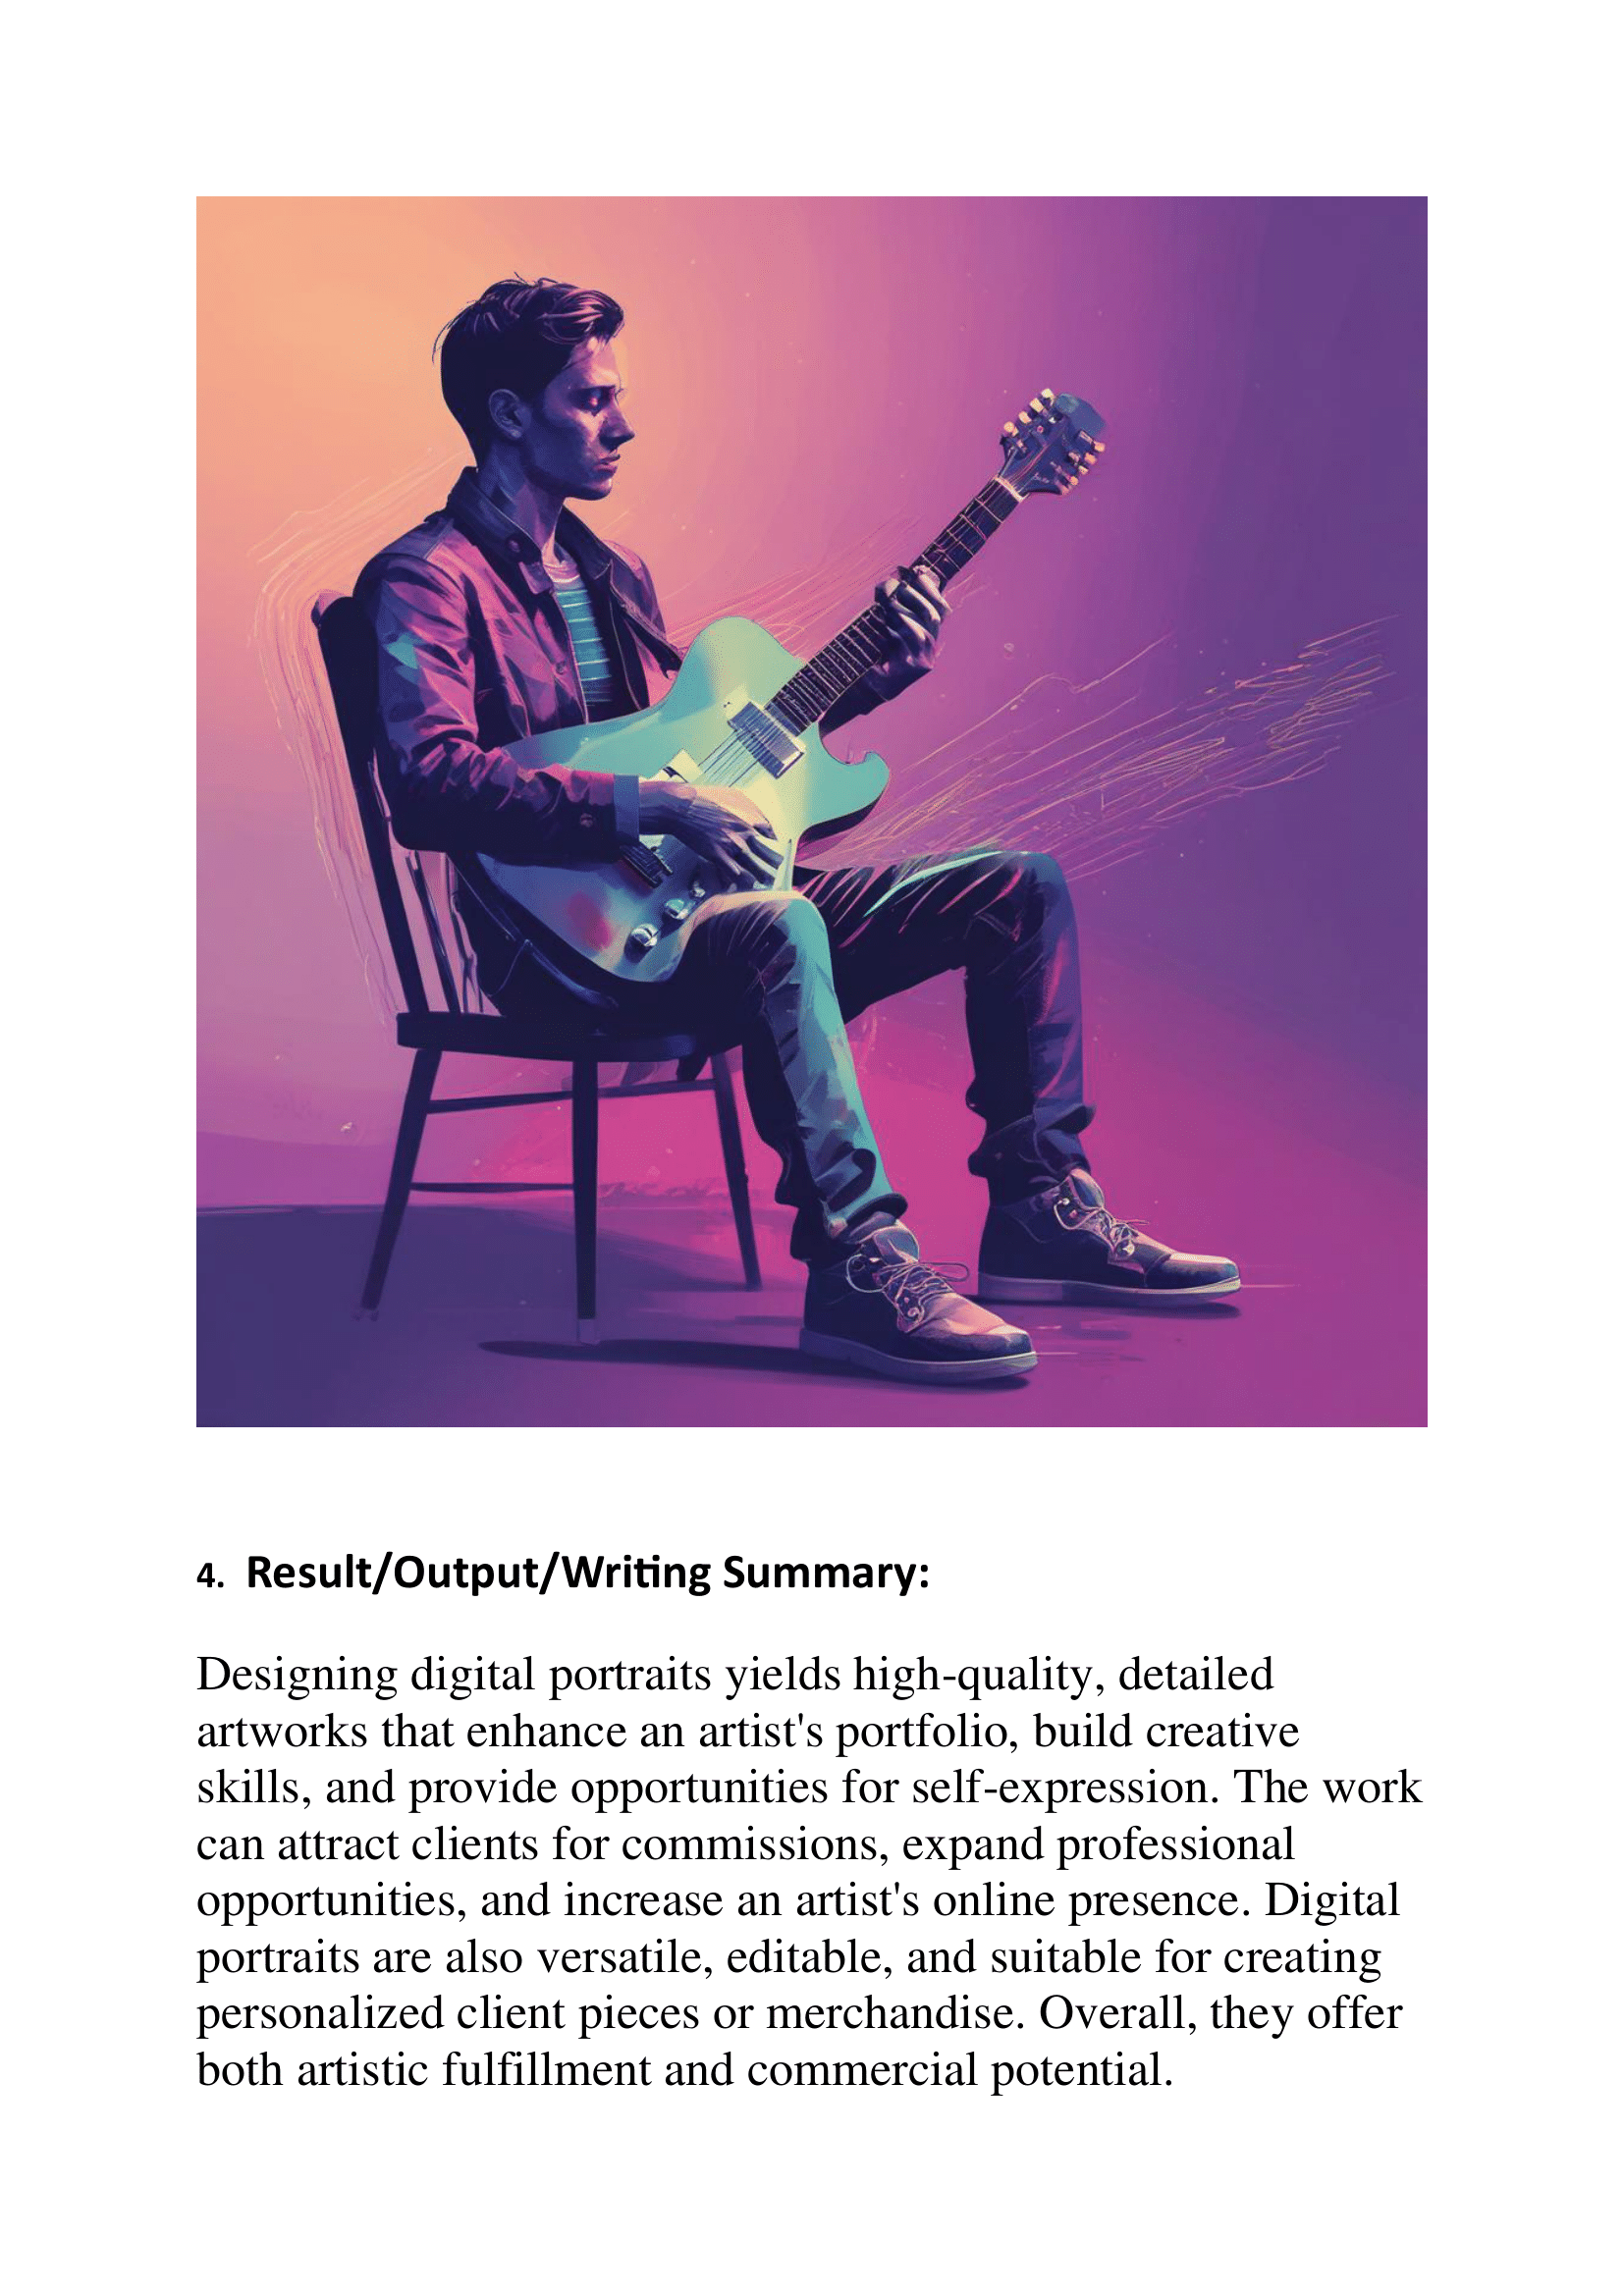 4. Result/Output/Writing Summary:
Designing digital portraits yields high-quality, detailed
artworks that enhance an artist's portfolio, build creative
skills, and provide opportunities for self-expression. The work
can attract clients for commissions, expand professional
opportunities, and increase an artist's online presence. Digital
portraits are also versatile, editable, and suitable for creating
personalized client pieces or merchandise. Overall, they offer
both artistic fulfillment and commercial potential.